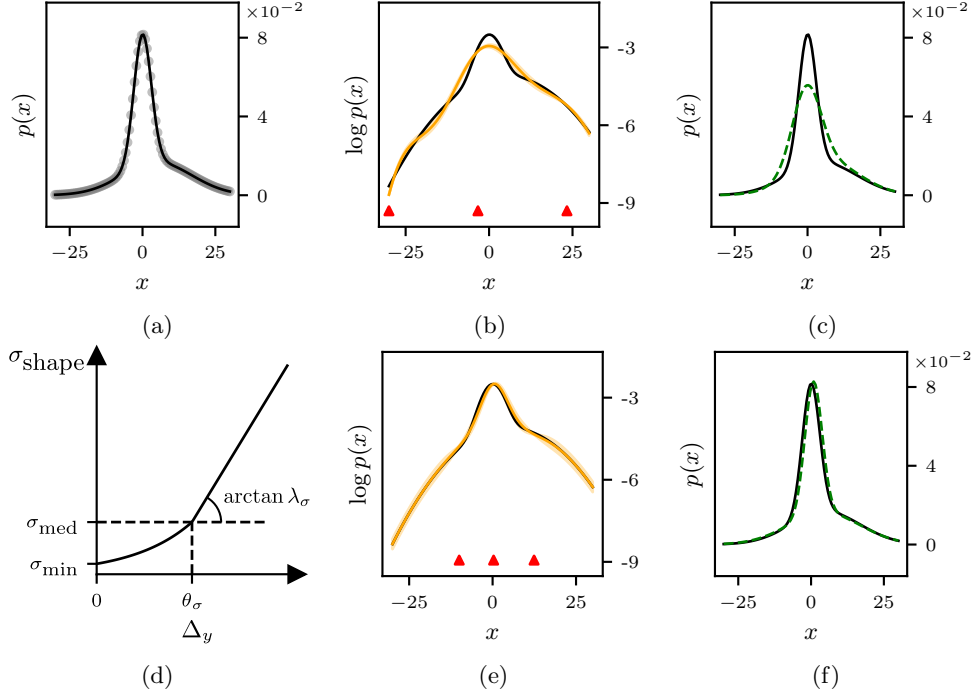 ×10⁻²
8
4
0
p(x)
−25
0
25
x
(a)
-3
-6
-9
log p(x)
−25
0
25
x
(b)
×10⁻²
8
4
0
p(x)
−25
0
25
x
(c)
σshape
arctan λσ
σmed
σmin
0
θσ
Δy
(d)
-3
-6
-9
log p(x)
−25
0
25
x
(e)
×10⁻²
8
4
0
p(x)
−25
0
25
x
(f)